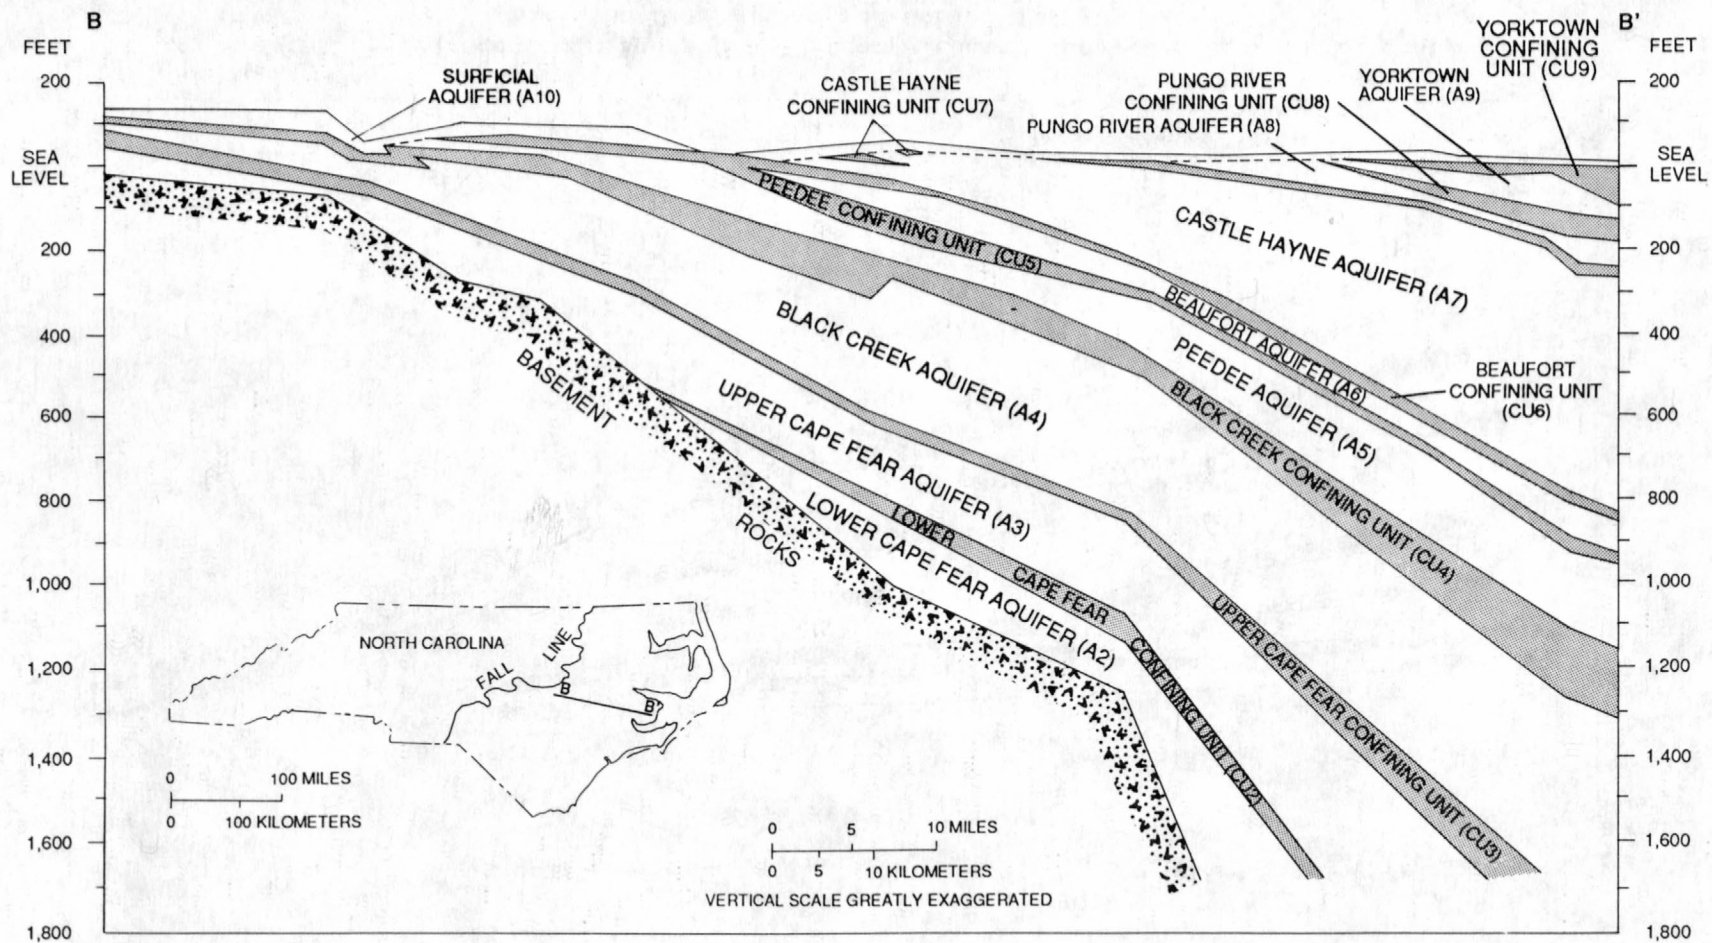 B
B'
FEET
FEET
200
200
SEA
LEVEL
SEA
LEVEL
200
200
400
400
600
600
800
800
1,000
1,000
1,200
1,200
1,400
1,400
1,600
1,600
1,800
1,800
SURFICIAL
AQUIFER (A10)
CASTLE HAYNE
CONFINING UNIT (CU7)
PUNGO RIVER
CONFINING UNIT (CU8)
PUNGO RIVER AQUIFER (A8)
YORKTOWN
AQUIFER (A9)
YORKTOWN
CONFINING
UNIT (CU9)
PEEDEE CONFINING UNIT (CU5)
CASTLE HAYNE AQUIFER (A7)
BEAUFORT AQUIFER (A6)
BEAUFORT
CONFINING UNIT
(CU6)
PEEDEE AQUIFER (A5)
BLACK CREEK CONFINING UNIT (CU4)
BLACK CREEK AQUIFER (A4)
UPPER CAPE FEAR AQUIFER (A3)
UPPER CAPE FEAR CONFINING UNIT (CU3)
LOWER CAPE FEAR CONFINING UNIT (CU2)
LOWER CAPE FEAR AQUIFER (A2)
BASEMENT ROCKS
NORTH CAROLINA
FALL LINE
B
B'
0 100 MILES
0 100 KILOMETERS
0 5 10 MILES
0 5 10 KILOMETERS
VERTICAL SCALE GREATLY EXAGGERATED